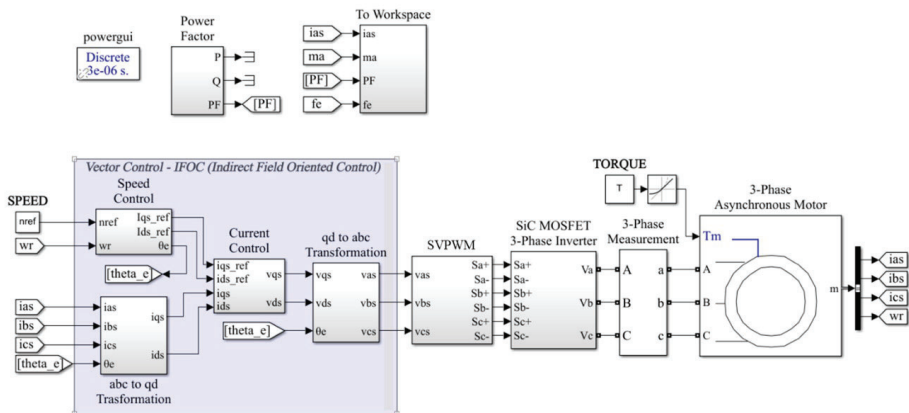 powergui
Discrete
3e-06 s.
Power
Factor
P
Q
PF
[PF]
To Workspace
ias
ma
[PF]
fe
ias
ma
PF
fe
Vector Control - IFOC (Indirect Field Oriented Control)
SPEED
nref
wr
Speed
Control
nref
wr
Iqs_ref
Ids_ref
θe
[theta_e]
ias
ibs
ics
[theta_e]
ias
ibs
ics
θe
iqs
ids
abc to qd
Trasformation
Current
Control
iqs_ref
ids_ref
iqs
ids
vqs
vds
[theta_e]
qd to abc
Transformation
vqs
vds
θe
vas
vbs
vcs
SVPWM
vas
vbs
vcs
Sa+
Sa-
Sb+
Sb-
Sc+
Sc-
SiC MOSFET
3-Phase Inverter
Sa+
Sa-
Sb+
Sb-
Sc+
Sc-
Va
Vb
Vc
3-Phase
Measurement
A
B
C
a
b
c
TORQUE
T
3-Phase
Asynchronous Motor
Tm
A
B
C
m
ias
ibs
ics
wr